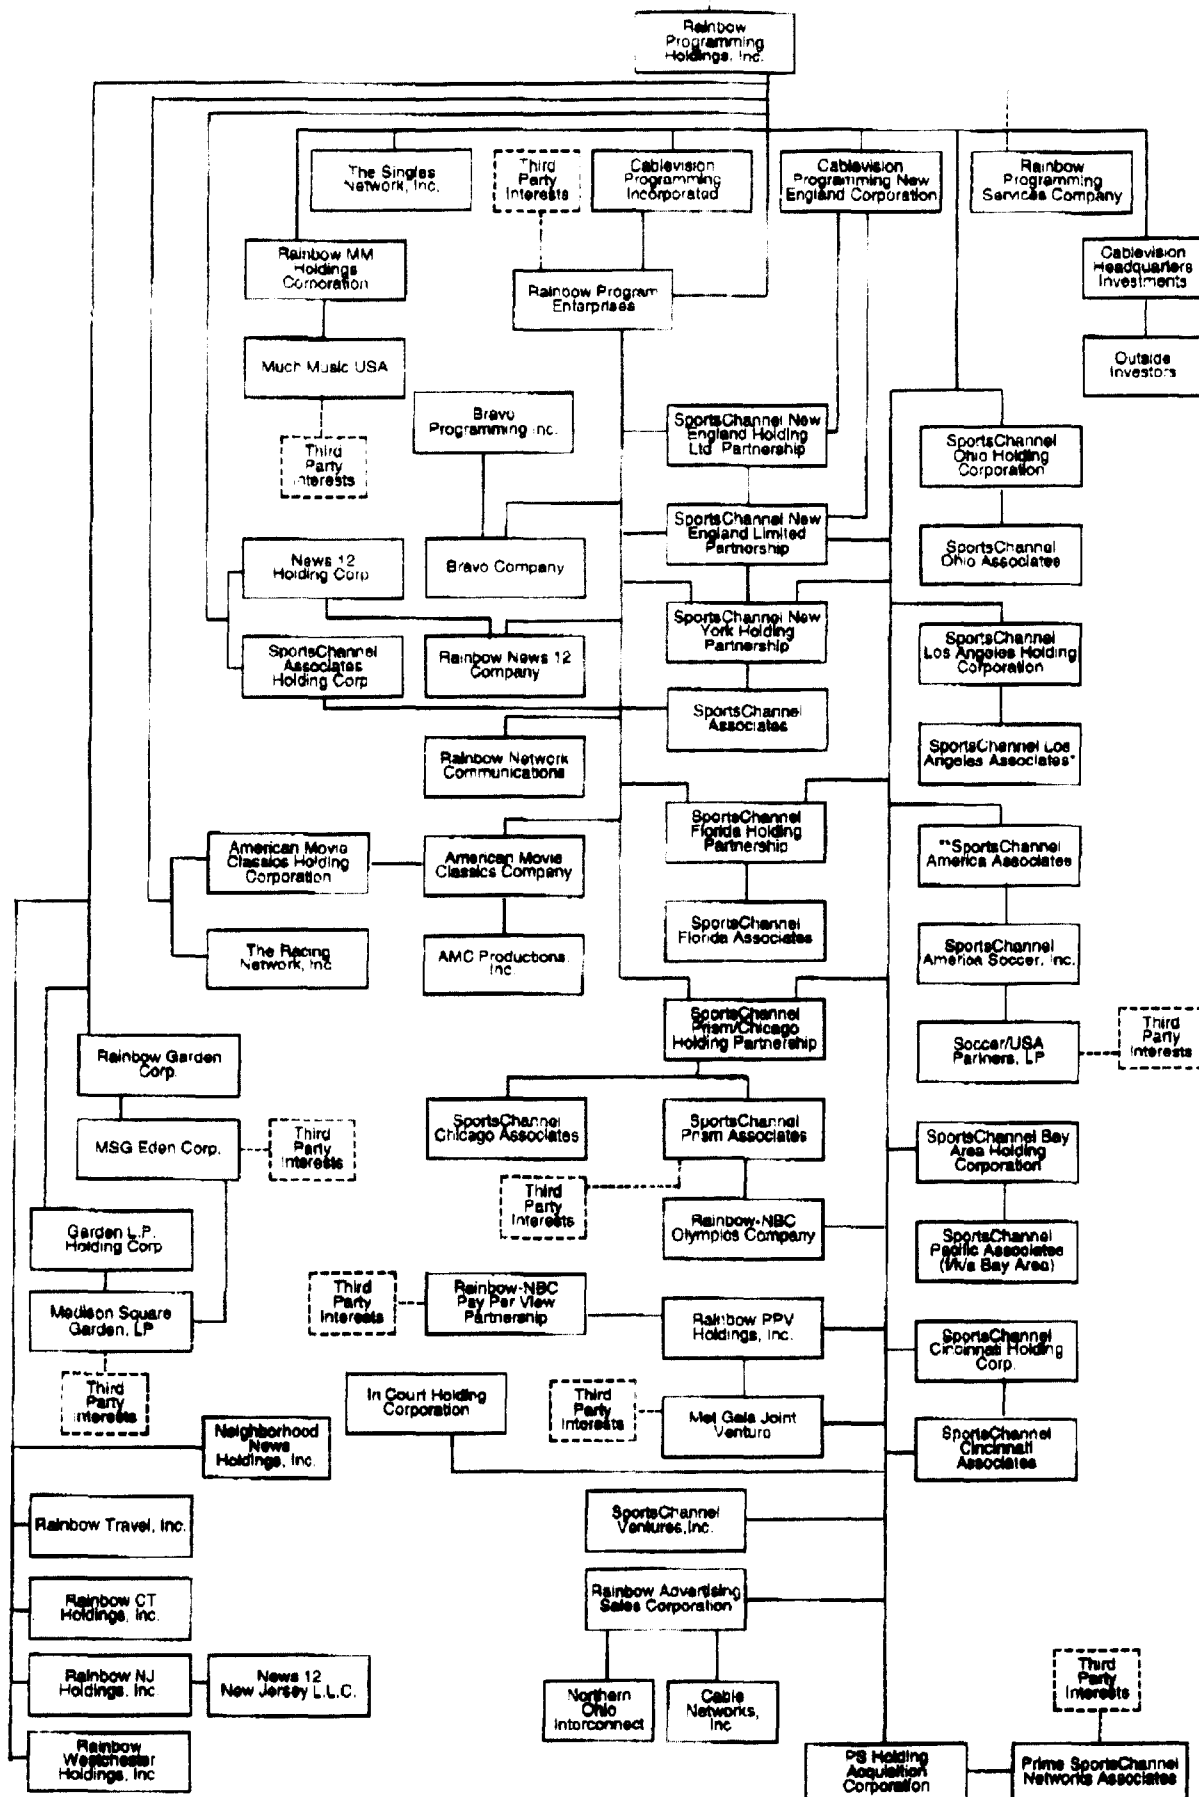 Rainbow
Programming
Holdings, Inc.
The Singles
Network, Inc.
Third
Party
Interests
Cablevision
Programming
Incorporated
Cablevision
Programming New
England Corporation
Rainbow
Programming
Services Company
Rainbow MM
Holdings
Corporation
Rainbow Program
Enterprises
Cablevision
Headquarters
Investments
Much Music USA
Outside
Investors
Third
Party
Interests
Bravo
Programming Inc.
SportsChannel New
England Holding
Ltd Partnership
SportsChannel
Ohio Holding
Corporation
News 12
Holding Corp
Bravo Company
SportsChannel New
England Limited
Partnership
SportsChannel
Ohio Associates
SportsChannel
Associates
Holding Corp
Rainbow News 12
Company
SportsChannel New
York Holding
Partnership
SportsChannel
Los Angeles Holding
Corporation
SportsChannel
Associates
Rainbow Network
Communications
SportsChannel Los
Angeles Associates*
American Movie
Classics Holding
Corporation
American Movie
Classics Company
SportsChannel
Florida Holding
Partnership
**SportsChannel
America Associates
The Racing
Network, Inc
AMC Productions,
Inc.
SportsChannel
Florida Associates
SportsChannel
America Soccer, Inc.
Rainbow Garden
Corp.
SportsChannel
Prism/Chicago
Holding Partnership
Soccer/USA
Partners, LP
Third
Party
Interests
MSG Eden Corp.
Third
Party
Interests
SportsChannel
Chicago Associates
SportsChannel
Prism Associates
SportsChannel Bay
Area Holding
Corporation
Garden L.P.
Holding Corp
Third
Party
Interests
Rainbow-NBC
Olympics Company
SportsChannel
Pacific Associates
(f/k/a Bay Area)
Madison Square
Garden, LP
Third
Party
Interests
Rainbow-NBC
Pay Per View
Partnership
Rainbow PPV
Holdings, Inc.
SportsChannel
Cincinnati Holding
Corp.
Third
Party
Interests
In Court Holding
Corporation
Third
Party
Interests
Met Gala Joint
Venture
SportsChannel
Cincinnati
Associates
Neighborhood
News
Holdings, Inc.
Rainbow Travel, Inc.
SportsChannel
Ventures,Inc.
Rainbow CT
Holdings, Inc.
Rainbow Advertising
Sales Corporation
Rainbow NJ
Holdings, Inc.
News 12
New Jersey L.L.C.
Northern
Ohio
Interconnect
Cable
Networks,
Inc
Third
Party
Interests
Rainbow
Westchester
Holdings, Inc
PS Holding
Acquisition
Corporation
Prime SportsChannel
Networks Associates